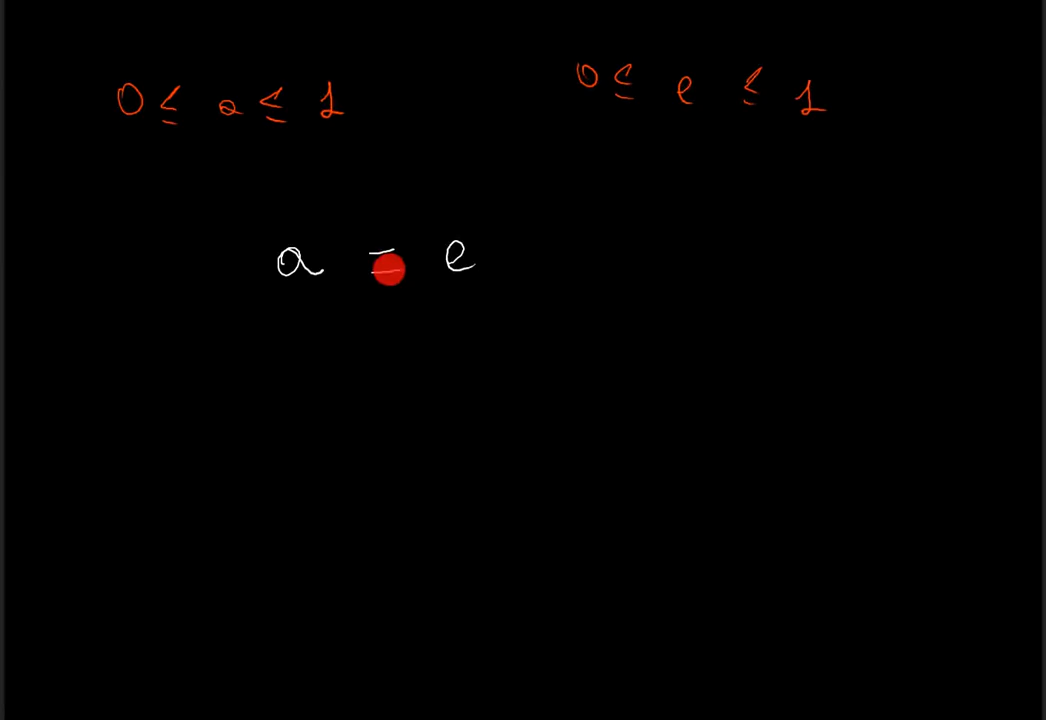 0 ≤ a ≤ 1 0 ≤ e ≤ 1
a = e